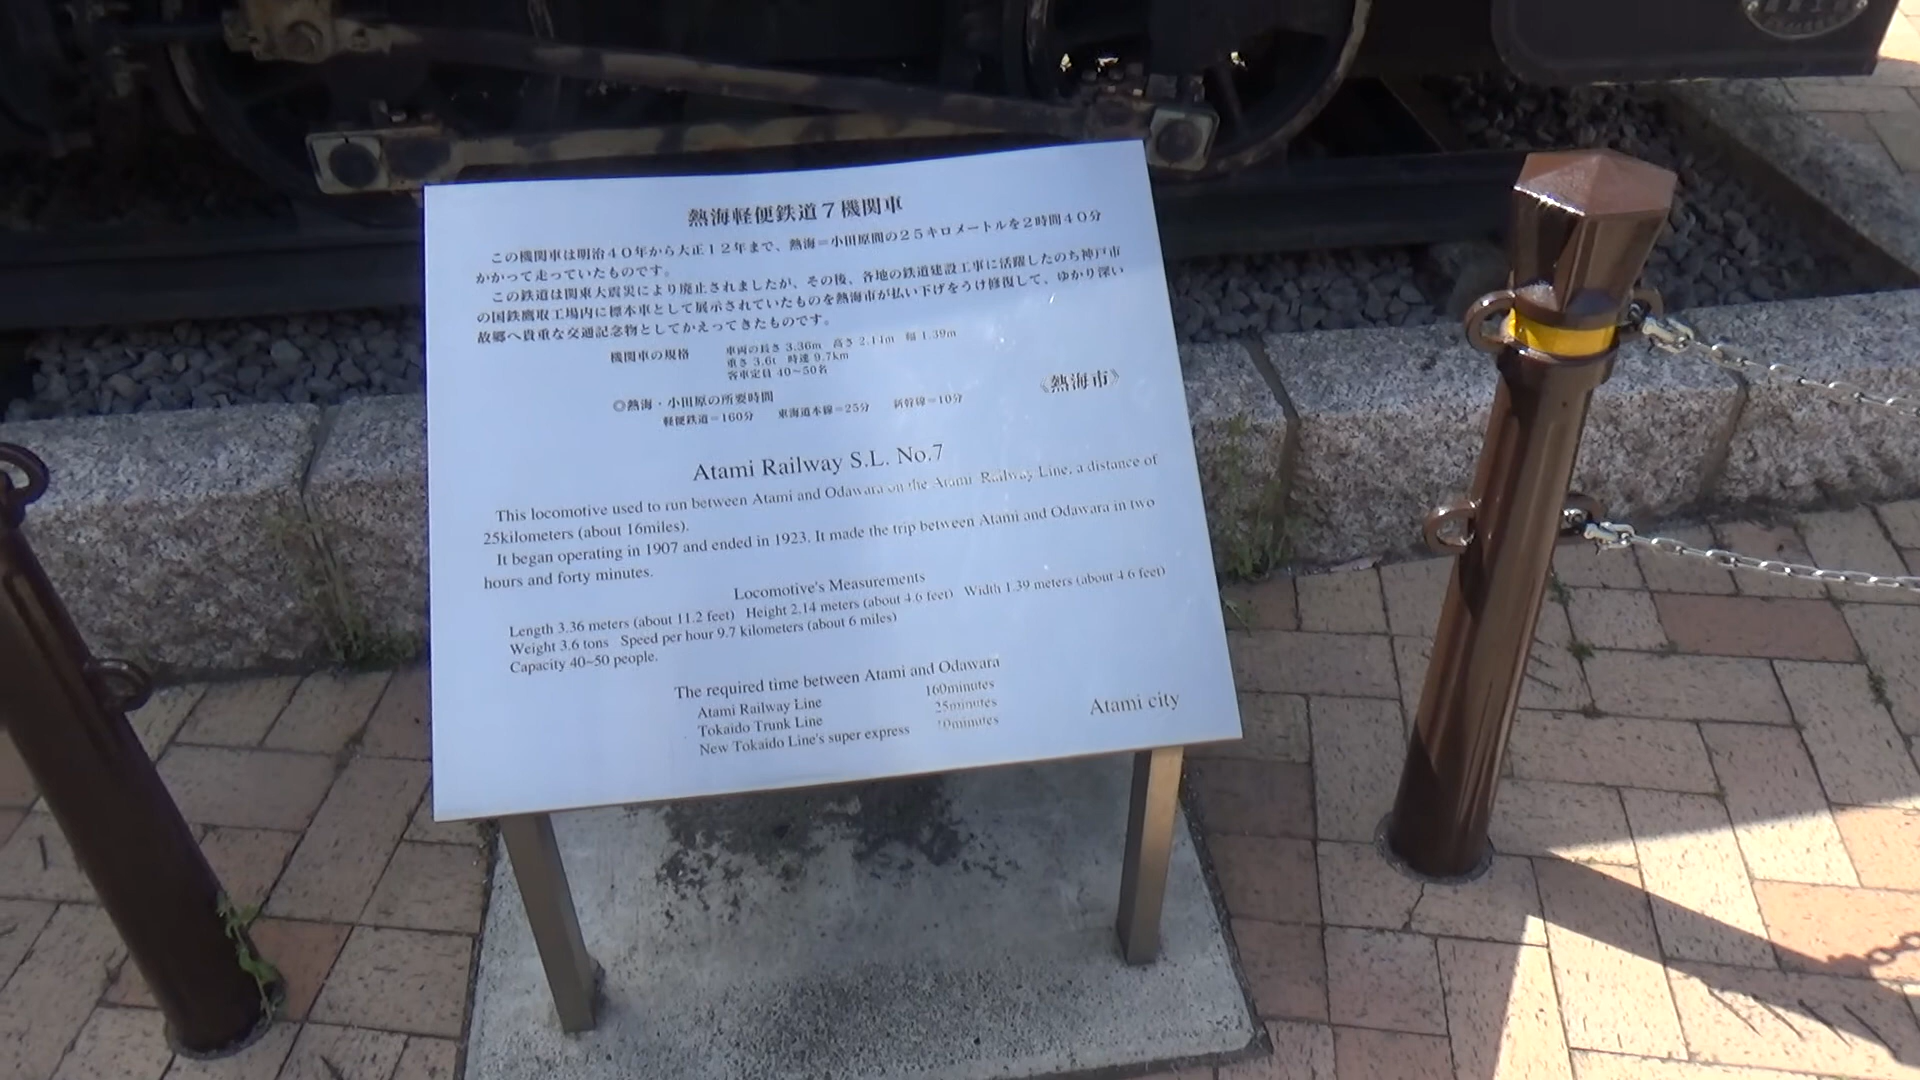 熱海軽便鉄道７機関車
この機関車は明治４０年から大正１２年まで、熱海＝小田原間の２５キロメートルを２時間４０分
かかって走っていたものです。
この鉄道は関東大震災により廃止されましたが、その後、各地の鉄道建設工事に活躍したのち神戸市
の国鉄鷹取工場内に標本車として展示されていたものを熱海市が払い下げをうけ修復して、ゆかり深い
故郷へ貴重な交通記念物としてかえってきたものです。
機関車の規格 車両の長さ 3.36m 高さ 2.14m 幅 1.39m
重さ 3.6t 時速 9.7km
客車定員 40～50名
《熱海市》
◎熱海・小田原の所要時間
軽便鉄道＝160分 東海道本線＝25分 新幹線＝10分
Atami Railway S.L. No.7
This locomotive used to run between Atami and Odawara on the Atami Railway Line, a distance of
25kilometers (about 16miles).
It began operating in 1907 and ended in 1923. It made the trip between Atami and Odawara in two
hours and forty minutes.
Locomotive's Measurements
Length 3.36 meters (about 11.2 feet) Height 2.14 meters (about 4.6 feet) Width 1.39 meters (about 4.6 feet)
Weight 3.6 tons Speed per hour 9.7 kilometers (about 6 miles)
Capacity 40~50 people.
The required time between Atami and Odawara
Atami Railway Line 160minutes
Tokaido Trunk Line 25minutes
New Tokaido Line's super express 10minutes
Atami city